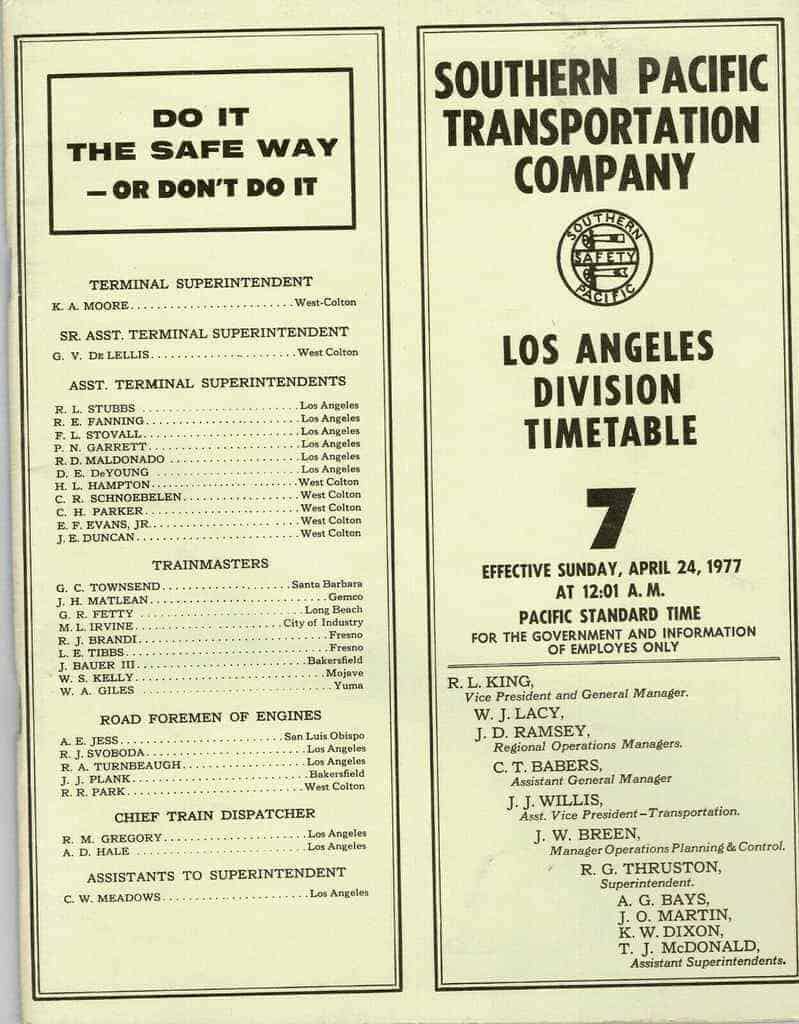 DO IT
THE SAFE WAY
—OR DON'T DO IT
TERMINAL SUPERINTENDENT
K. A. MOORE.........................West-Colton
SR. ASST. TERMINAL SUPERINTENDENT
G. V. DE LELLIS......................West Colton
ASST. TERMINAL SUPERINTENDENTS
R. L. STUBBS ........................Los Angeles
R. E. FANNING.......................Los Angeles
F. L. STOVALL.......................Los Angeles
P. N. GARRETT......................Los Angeles
R. D. MALDONADO ...................Los Angeles
D. E. DeYOUNG ......................Los Angeles
H. L. HAMPTON......................West Colton
C. R. SCHNOEBELEN.................West Colton
C. H. PARKER.......................West Colton
E. F. EVANS, JR......................West Colton
J. E. DUNCAN........................West Colton
TRAINMASTERS
G. C. TOWNSEND...................Santa Barbara
J. H. MATLEAN..........................Gemco
G. R. FETTY .........................Long Beach
M. L. IRVINE....................City of Industry
R. J. BRANDI...........................Fresno
L. E. TIBBS.............................Fresno
J. BAUER III.........................Bakersfield
W. S. KELLY...........................Mojave
W. A. GILES ............................Yuma
ROAD FOREMEN OF ENGINES
A. E. JESS.......................San Luis Obispo
R. J. SVOBODA.......................Los Angeles
R. A. TURNBEAUGH..................Los Angeles
J. J. PLANK..........................Bakersfield
R. R. PARK..........................West Colton
CHIEF TRAIN DISPATCHER
R. M. GREGORY.....................Los Angeles
A. D. HALE .........................Los Angeles
ASSISTANTS TO SUPERINTENDENT
C. W. MEADOWS.....................Los Angeles
SOUTHERN PACIFIC
TRANSPORTATION
COMPANY
SOUTHERN
SAFETY
PACIFIC
LOS ANGELES
DIVISION
TIMETABLE
7
EFFECTIVE SUNDAY, APRIL 24, 1977
AT 12:01 A. M.
PACIFIC STANDARD TIME
FOR THE GOVERNMENT AND INFORMATION
OF EMPLOYES ONLY
R. L. KING,
Vice President and General Manager.
W. J. LACY,
J. D. RAMSEY,
Regional Operations Managers.
C. T. BABERS,
Assistant General Manager
J. J. WILLIS,
Asst. Vice President—Transportation.
J. W. BREEN,
Manager Operations Planning & Control.
R. G. THRUSTON,
Superintendent.
A. G. BAYS,
J. O. MARTIN,
K. W. DIXON,
T. J. McDONALD,
Assistant Superintendents.